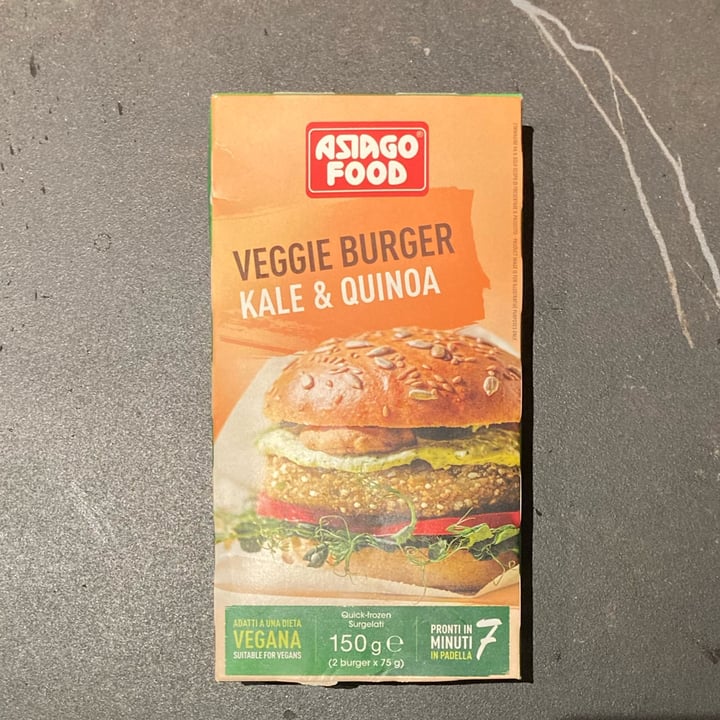 ASIAGO®
FOOD
VEGGIE BURGER
KALE & QUINOA
ADATTI A UNA DIETA
VEGANA
SUITABLE FOR VEGANS
Quick-frozen
Surgelati
150 g e
(2 burger x 75 g)
PRONTI IN
7
MINUTI
IN PADELLA